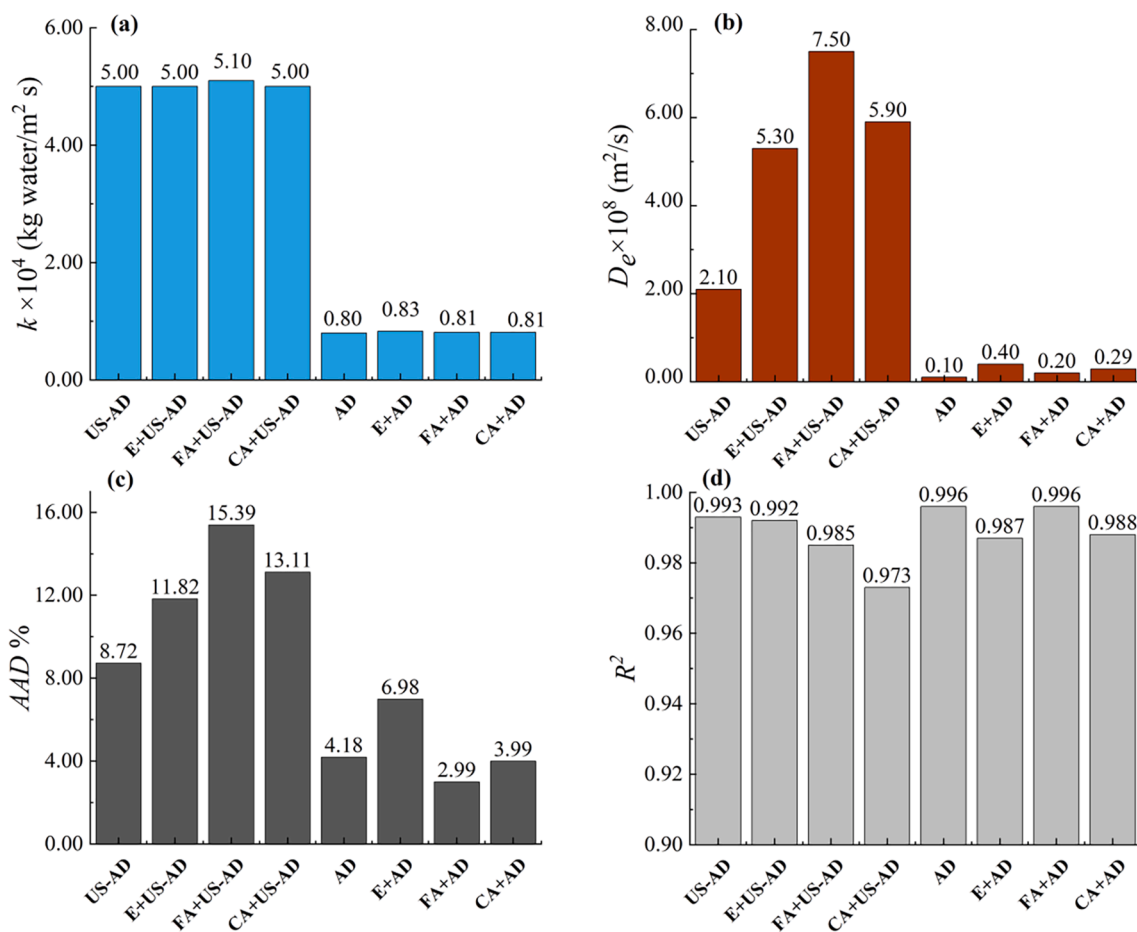 (a)
k ×10⁴ (kg water/m² s)
6.00
4.00
2.00
0.00
5.00 5.00 5.10 5.00 0.80 0.83 0.81 0.81
US-AD E+US-AD FA+US-AD CA+US-AD AD E+AD FA+AD CA+AD
(b)
Dₑ×10⁸ (m²/s)
8.00
6.00
4.00
2.00
0.00
2.10 5.30 7.50 5.90 0.10 0.40 0.20 0.29
US-AD E+US-AD FA+US-AD CA+US-AD AD E+AD FA+AD CA+AD
(c)
AAD %
16.00
12.00
8.00
4.00
0.00
8.72 11.82 15.39 13.11 4.18 6.98 2.99 3.99
US-AD E+US-AD FA+US-AD CA+US-AD AD E+AD FA+AD CA+AD
(d)
R²
1.00
0.98
0.96
0.94
0.92
0.90
0.993 0.992 0.985 0.973 0.996 0.987 0.996 0.988
US-AD E+US-AD FA+US-AD CA+US-AD AD E+AD FA+AD CA+AD